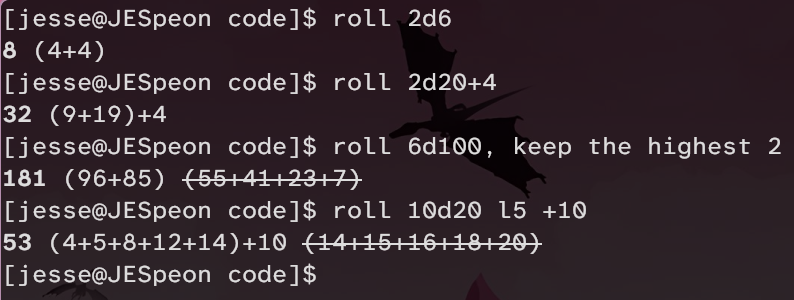 [jesse@JESpeon code]$ roll 2d6
8 (4+4)
[jesse@JESpeon code]$ roll 2d20+4
32 (9+19)+4
[jesse@JESpeon code]$ roll 6d100, keep the highest 2
181 (96+85) (55+41+23+7)
[jesse@JESpeon code]$ roll 10d20 l5 +10
53 (4+5+8+12+14)+10 (14+15+16+18+20)
[jesse@JESpeon code]$